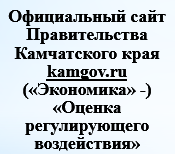 Официальный сайт
Правительства
Камчатского края
kamgov.ru
(«Экономика» -)
«Оценка
регулирующего
воздействия»